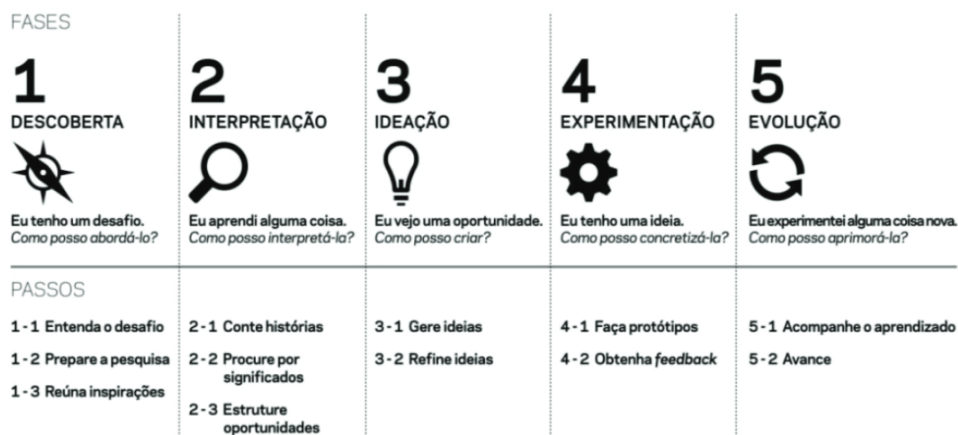 FASES
1
DESCOBERTA
Eu tenho um desafio.
Como posso abordá-lo?
2
INTERPRETAÇÃO
Eu aprendi alguma coisa.
Como posso interpretá-la?
3
IDEAÇÃO
Eu vejo uma oportunidade.
Como posso criar?
4
EXPERIMENTAÇÃO
Eu tenho uma ideia.
Como posso concretizá-la?
5
EVOLUÇÃO
Eu experimentei alguma coisa nova.
Como posso aprimorá-la?
PASSOS
1-1 Entenda o desafio
1-2 Prepare a pesquisa
1-3 Reúna inspirações
2-1 Conte histórias
2-2 Procure por
significados
2-3 Estruture
oportunidades
3-1 Gere ideias
3-2 Refine ideias
4-1 Faça protótipos
4-2 Obtenha feedback
5-1 Acompanhe o aprendizado
5-2 Avance